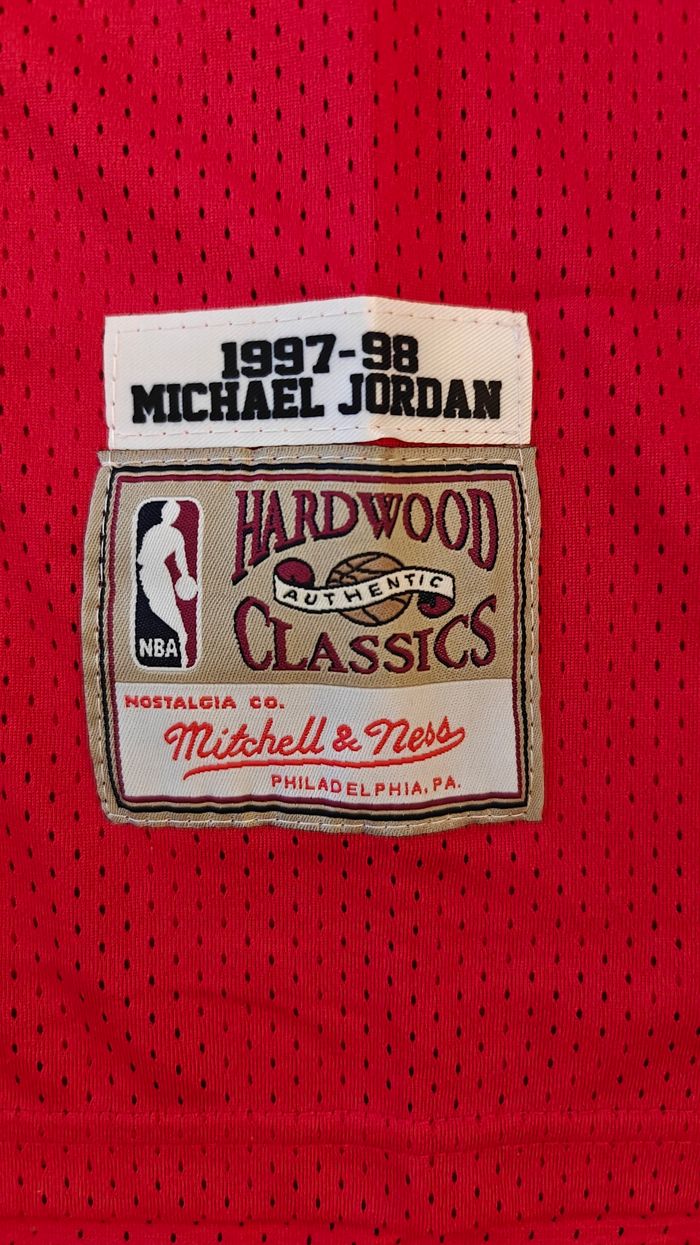 1997-98
MICHAEL JORDAN
HARDWOOD
AUTHENTIC
CLASSICS
NBA
NOSTALGIA CO.
Mitchell & Ness
PHILADELPHIA, PA.